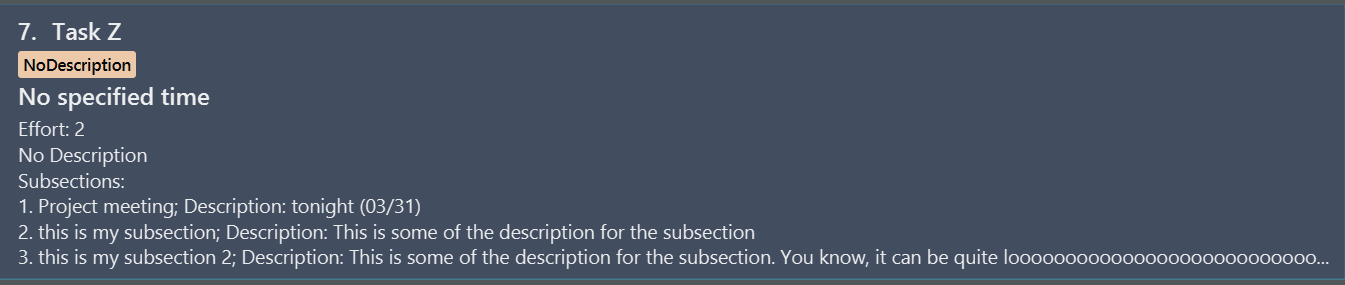 7. Task Z
NoDescription
No specified time
Effort: 2
No Description
Subsections:
1. Project meeting; Description: tonight (03/31)
2. this is my subsection; Description: This is some of the description for the subsection
3. this is my subsection 2; Description: This is some of the description for the subsection. You know, it can be quite looooooooooooooooooooooooooo...